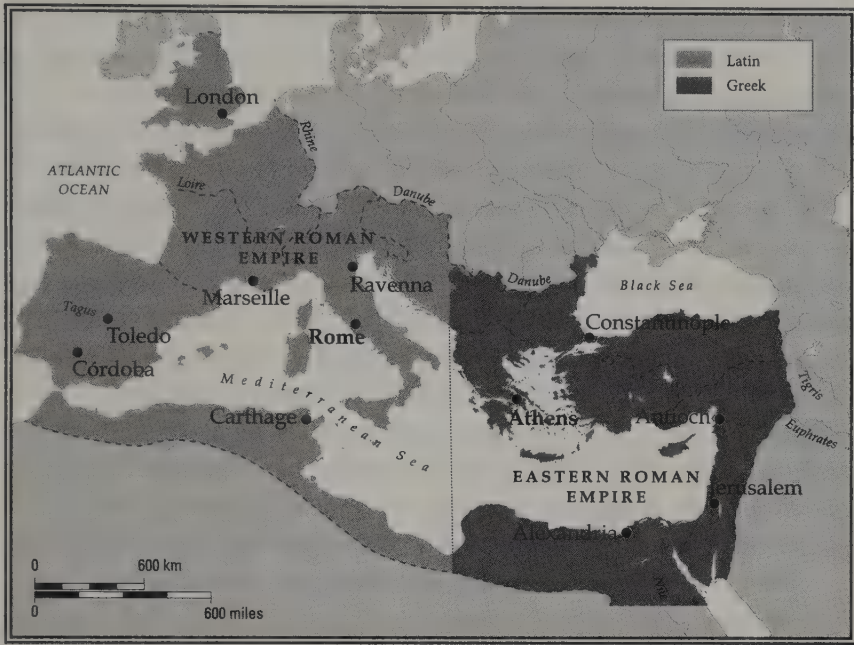 Latin
Greek
London
Rhine
ATLANTIC
OCEAN
Loire
Danube
WESTERN ROMAN
EMPIRE
Marseille
Ravenna
Danube
Black Sea
Tagus
Toledo
Rome
Constantinople
Córdoba
Mediterranean Sea
Tigris
Carthage
Athens
Antioch
Euphrates
EASTERN ROMAN
EMPIRE
Jerusalem
Alexandria
Nile
0 600 km
0 600 miles